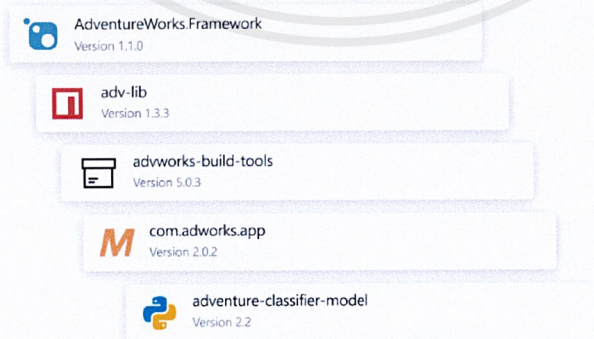 AdventureWorks.Framework
Version 1.1.0
adv-lib
Version 1.3.3
advworks-build-tools
Version 5.0.3
com.adworks.app
Version 2.0.2
adventure-classifier-model
Version 2.2